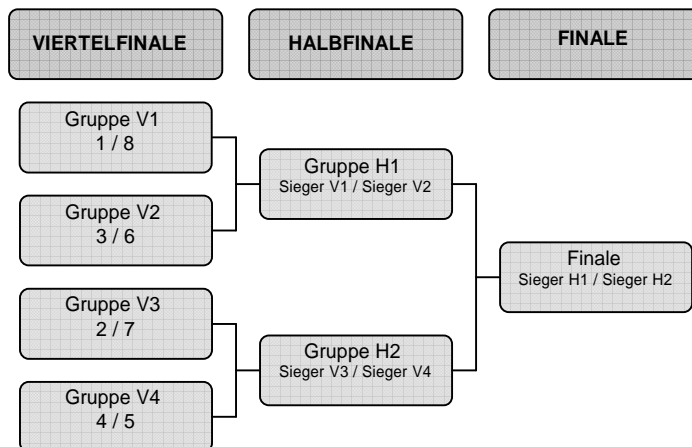 VIERTELFINALE
HALBFINALE
FINALE
Gruppe V1
1 / 8
Gruppe V2
3 / 6
Gruppe V3
2 / 7
Gruppe V4
4 / 5
Gruppe H1
Sieger V1 / Sieger V2
Gruppe H2
Sieger V3 / Sieger V4
Finale
Sieger H1 / Sieger H2